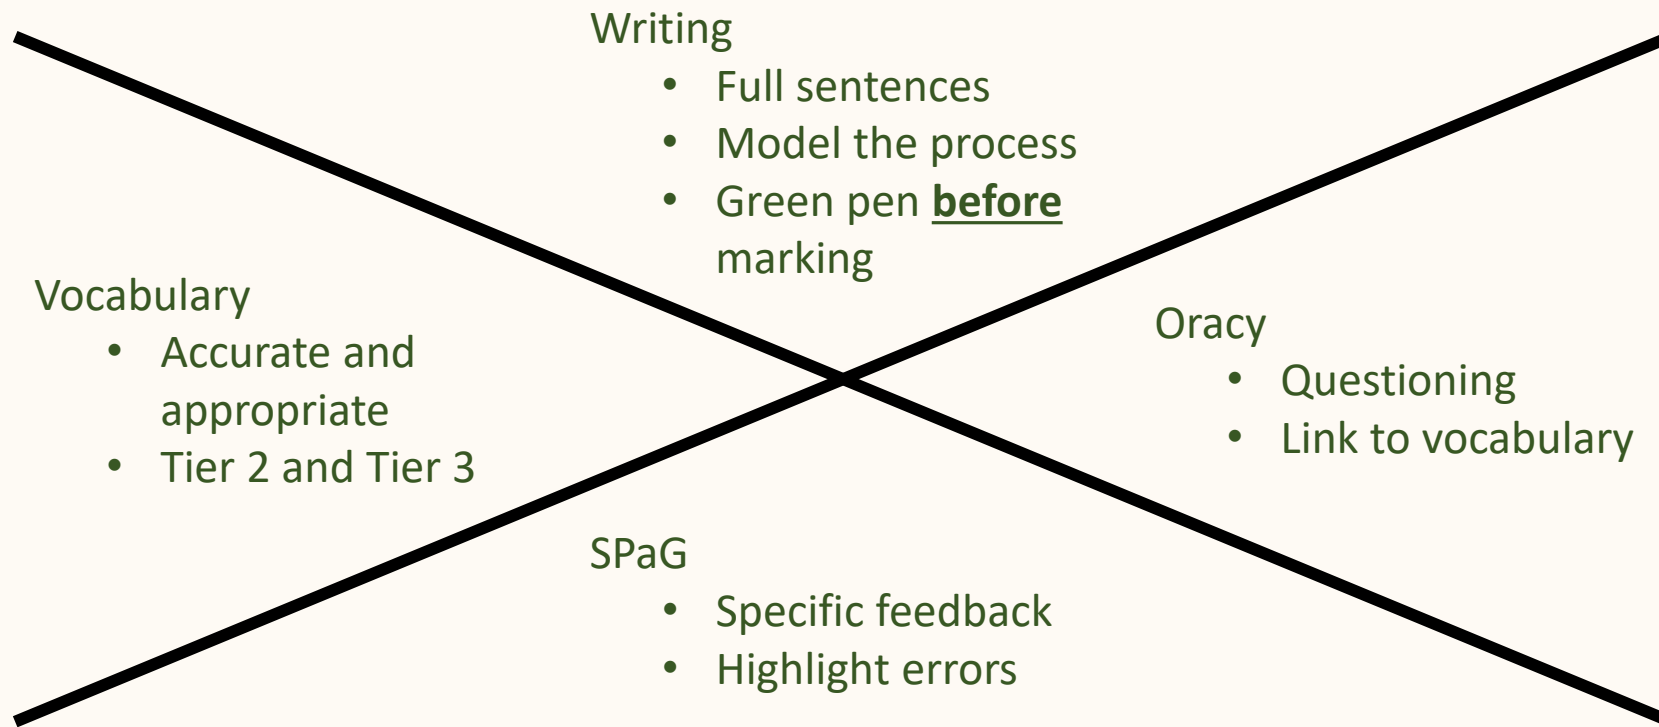 Writing
• Full sentences
• Model the process
• Green pen before
marking
Vocabulary
• Accurate and
appropriate
• Tier 2 and Tier 3
Oracy
• Questioning
• Link to vocabulary
SPaG
• Specific feedback
• Highlight errors